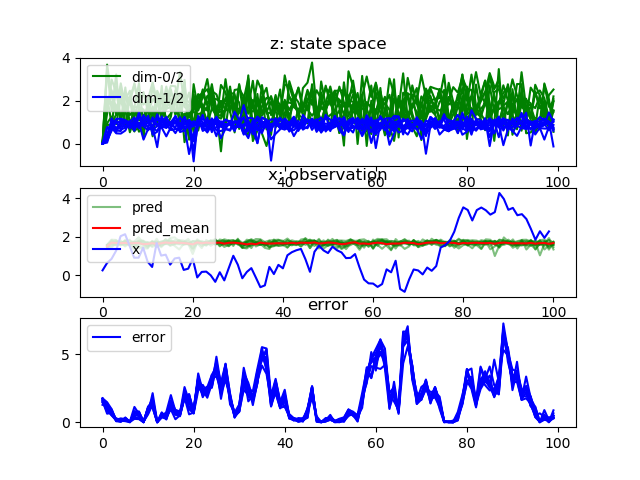 z: state space
4
2
0
dim-0/2
dim-1/2
0 20 40 60 80 100
x: observation
4
2
0
pred
pred_mean
x
0 20 40 60 80 100
error
5
0
error
0 20 40 60 80 100